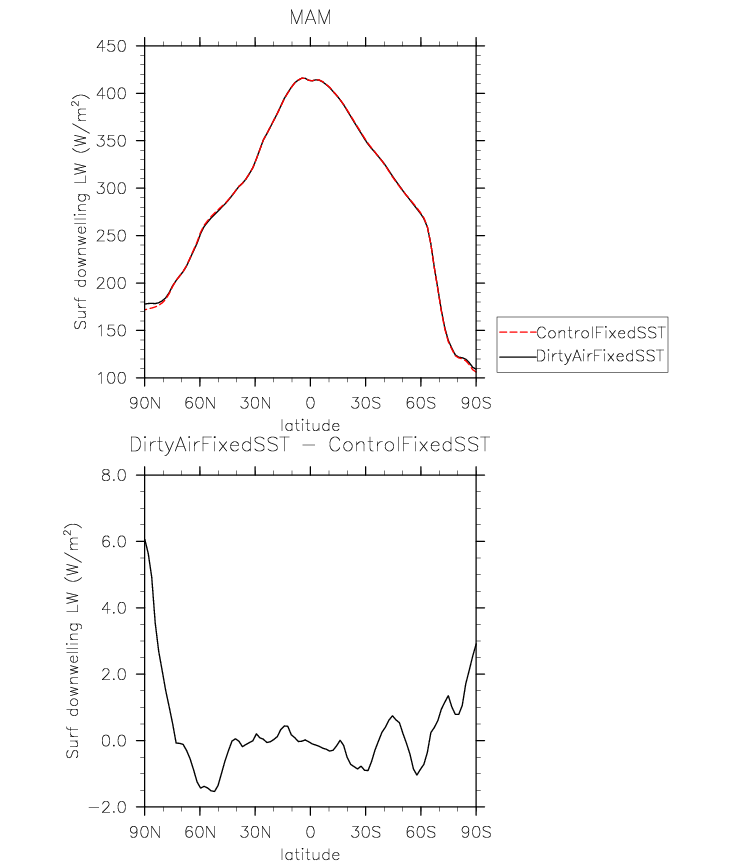 MAM
Surf downwelling LW (W/m²)
450
400
350
300
250
200
150
100
90N 60N 30N 0 30S 60S 90S
latitude
ControlFixedSST
DirtyAirFixedSST
DirtyAirFixedSST − ControlFixedSST
Surf downwelling LW (W/m²)
8.0
6.0
4.0
2.0
0.0
−2.0
90N 60N 30N 0 30S 60S 90S
latitude